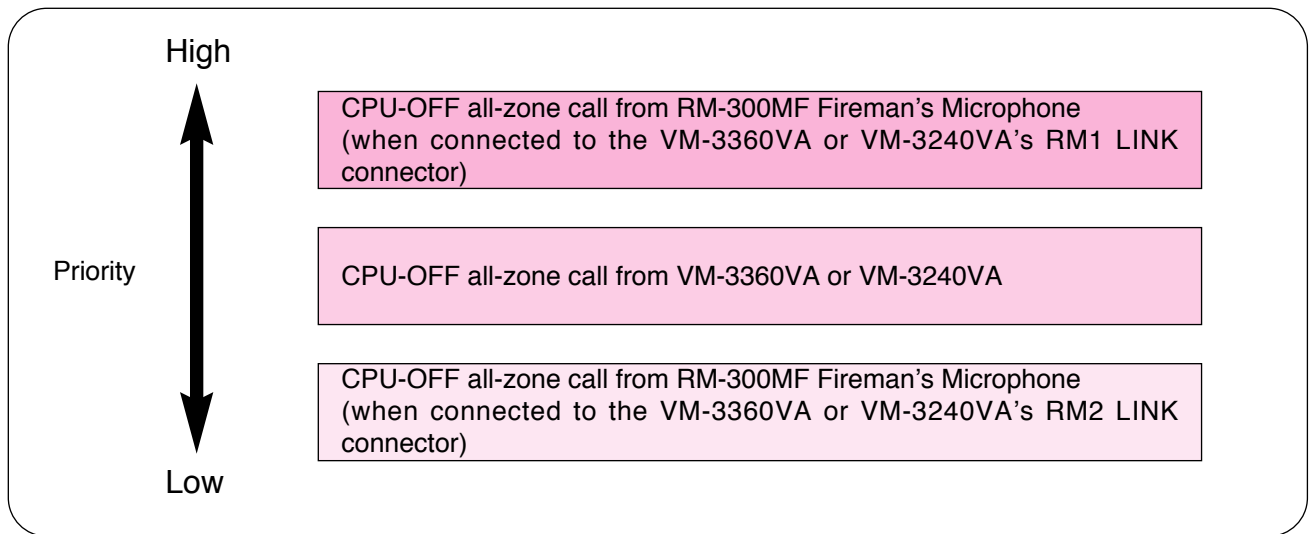 High
CPU-OFF all-zone call from RM-300MF Fireman's Microphone
(when connected to the VM-3360VA or VM-3240VA's RM1 LINK
connector)
Priority
CPU-OFF all-zone call from VM-3360VA or VM-3240VA
CPU-OFF all-zone call from RM-300MF Fireman's Microphone
(when connected to the VM-3360VA or VM-3240VA's RM2 LINK
connector)
Low